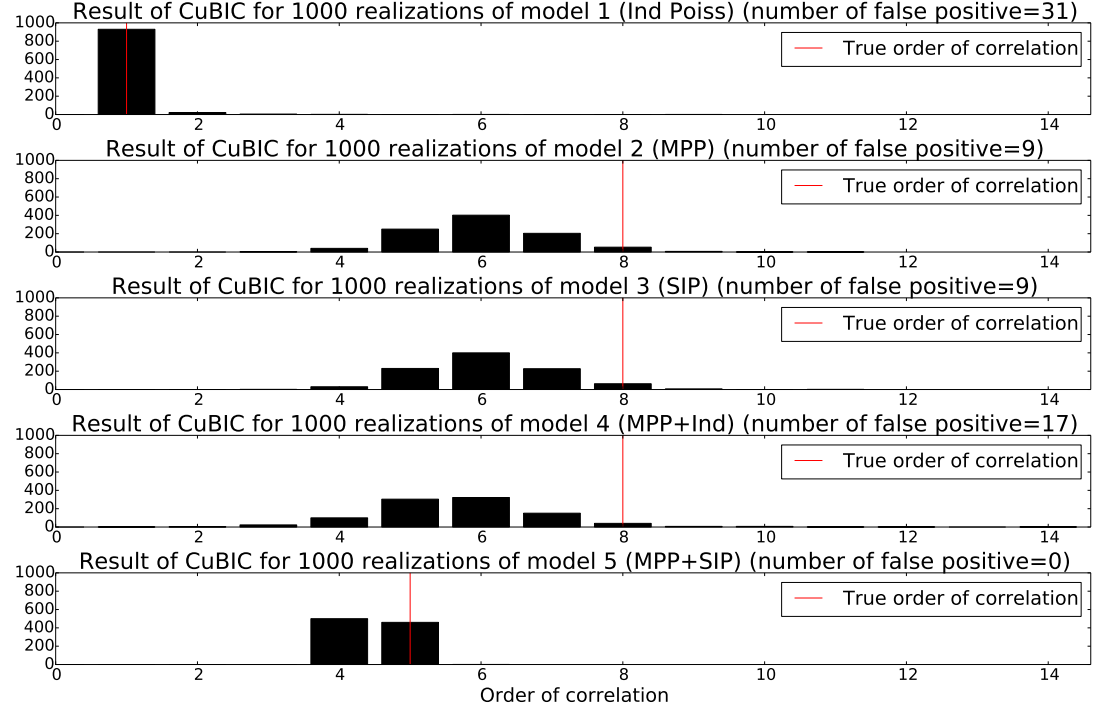 Result of CuBIC for 1000 realizations of model 1 (Ind Poiss) (number of false positive=31)
1000
800
600
400
200
0
True order of correlation
0 2 4 6 8 10 12 14
Result of CuBIC for 1000 realizations of model 2 (MPP) (number of false positive=9)
1000
800
600
400
200
0
True order of correlation
0 2 4 6 8 10 12 14
Result of CuBIC for 1000 realizations of model 3 (SIP) (number of false positive=9)
1000
800
600
400
200
0
True order of correlation
0 2 4 6 8 10 12 14
Result of CuBIC for 1000 realizations of model 4 (MPP+Ind) (number of false positive=17)
1000
800
600
400
200
0
True order of correlation
0 2 4 6 8 10 12 14
Result of CuBIC for 1000 realizations of model 5 (MPP+SIP) (number of false positive=0)
1000
800
600
400
200
0
True order of correlation
0 2 4 6 8 10 12 14
Order of correlation